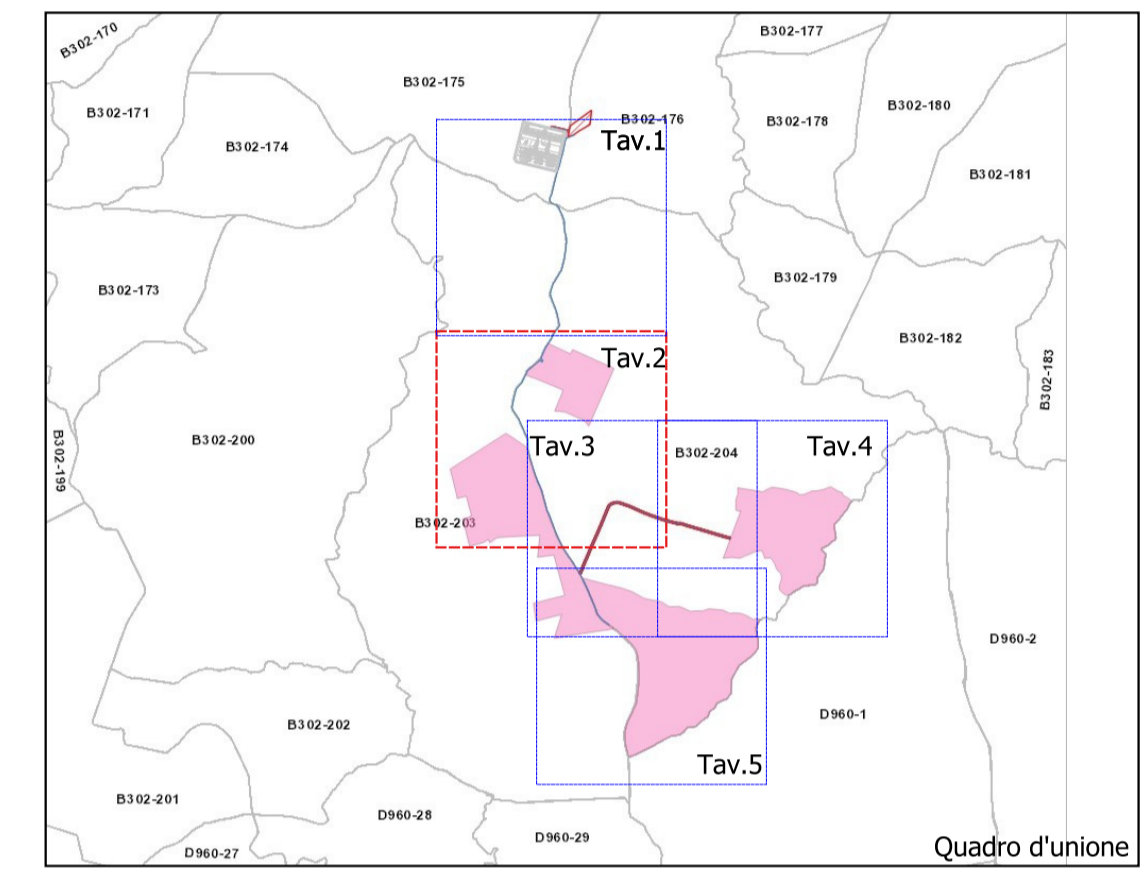 B302-170
B302-177
B302-175
B302-171
B302-180
B302-176
B302-178
Tav.1
B302-174
B302-181
B302-179
B302-173
B302-182
Tav.2
B302-183
B302-200
Tav.3
Tav.4
B302-204
B302-199
B302-203
D960-2
D960-1
B302-202
Tav.5
B302-201
D960-28
D960-29
Quadro d'unione
D960-27